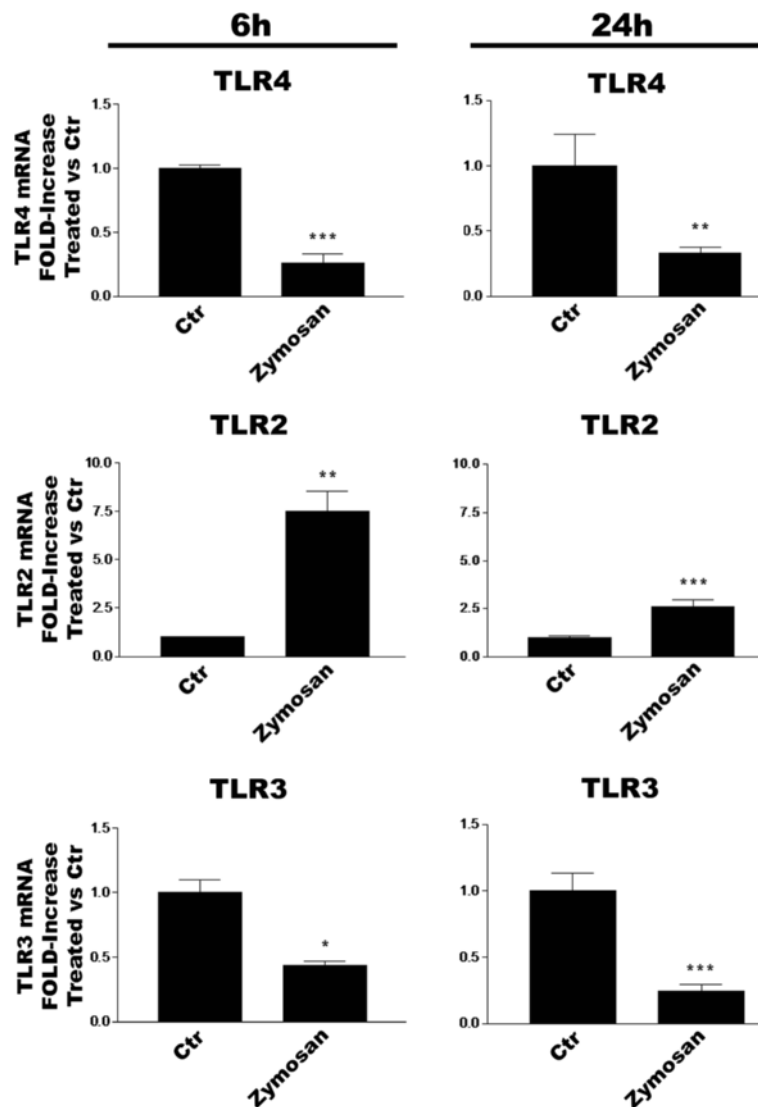 6h
24h
TLR4
TLR4
TLR4 mRNA
FOLD-Increase
Treated vs Ctr
1.5
1.0
0.5
0.0
***
Ctr
Zymosan
1.5
1.0
0.5
0.0
**
Ctr
Zymosan
TLR2
TLR2
TLR2 mRNA
FOLD-Increase
Treated vs Ctr
10.0
7.5
5.0
2.5
0.0
**
Ctr
Zymosan
10.0
7.5
5.0
2.5
0.0
***
Ctr
Zymosan
TLR3
TLR3
TLR3 mRNA
FOLD-Increase
Treated vs Ctr
1.5
1.0
0.5
0.0
*
Ctr
Zymosan
1.5
1.0
0.5
0.0
***
Ctr
Zymosan